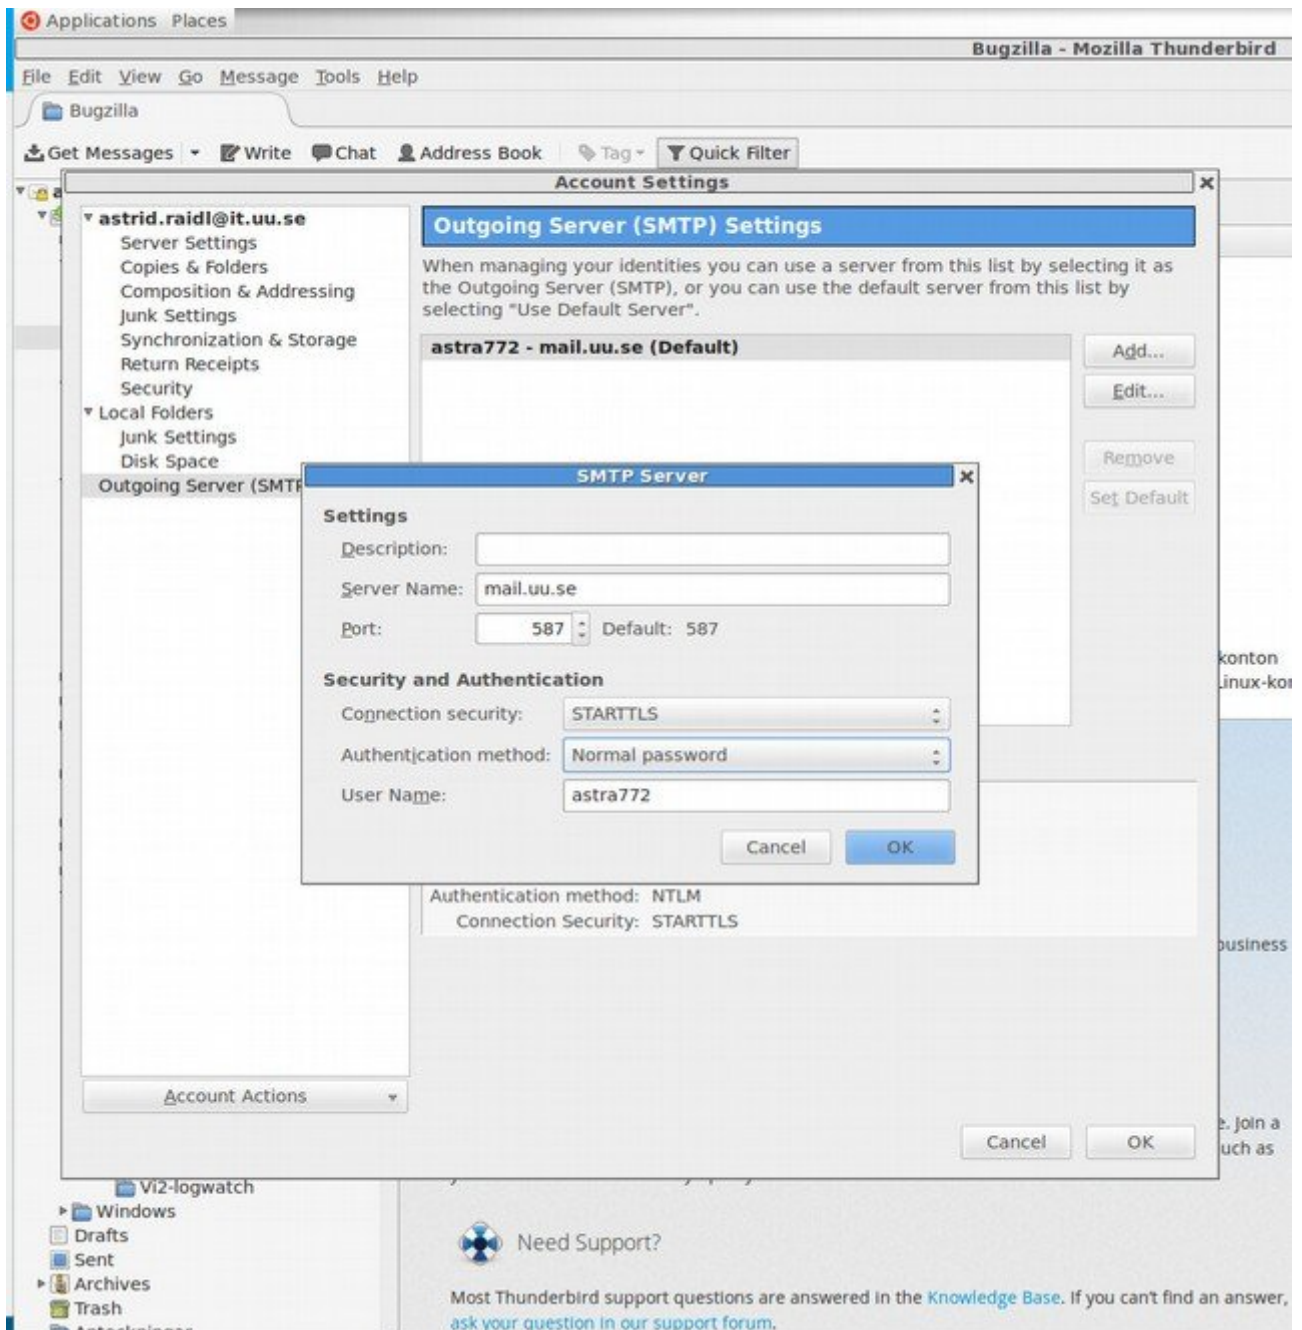 Applications Places
Bugzilla - Mozilla Thunderbird
File Edit View Go Message Tools Help
Bugzilla
Get Messages Write Chat Address Book Tag Quick Filter
Account Settings
astrid.raidl@it.uu.se
Server Settings
Copies & Folders
Composition & Addressing
Junk Settings
Synchronization & Storage
Return Receipts
Security
Local Folders
Junk Settings
Disk Space
Outgoing Server (SMTP
Outgoing Server (SMTP) Settings
When managing your identities you can use a server from this list by selecting it as
the Outgoing Server (SMTP), or you can use the default server from this list by
selecting "Use Default Server".
astra772 - mail.uu.se (Default)
Add...
Edit...
Remove
Set Default
SMTP Server
Settings
Description:
Server Name: mail.uu.se
Port: 587 Default: 587
Security and Authentication
Connection security: STARTTLS
Authentication method: Normal password
User Name: astra772
Cancel OK
Authentication method: NTLM
Connection Security: STARTTLS
Account Actions
Cancel OK
konton
Linux-kon
business
e. Join a
uch as
Vi2-logwatch
Windows
Drafts
Sent
Archives
Trash
Need Support?
Most Thunderbird support questions are answered in the Knowledge Base. If you can't find an answer,
ask your question in our support forum.